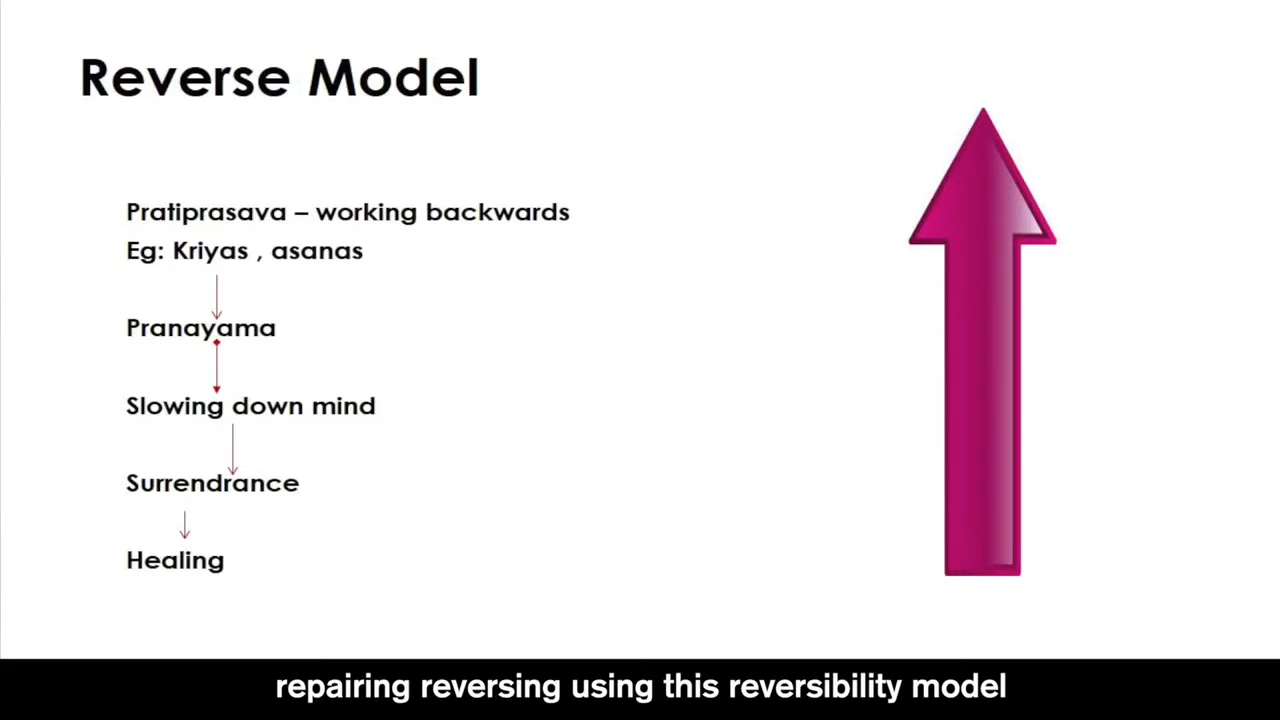 Reverse Model
Pratiprasava – working backwards
Eg: Kriyas , asanas
Pranayama
Slowing down mind
Surrendrance
Healing
repairing reversing using this reversibility model